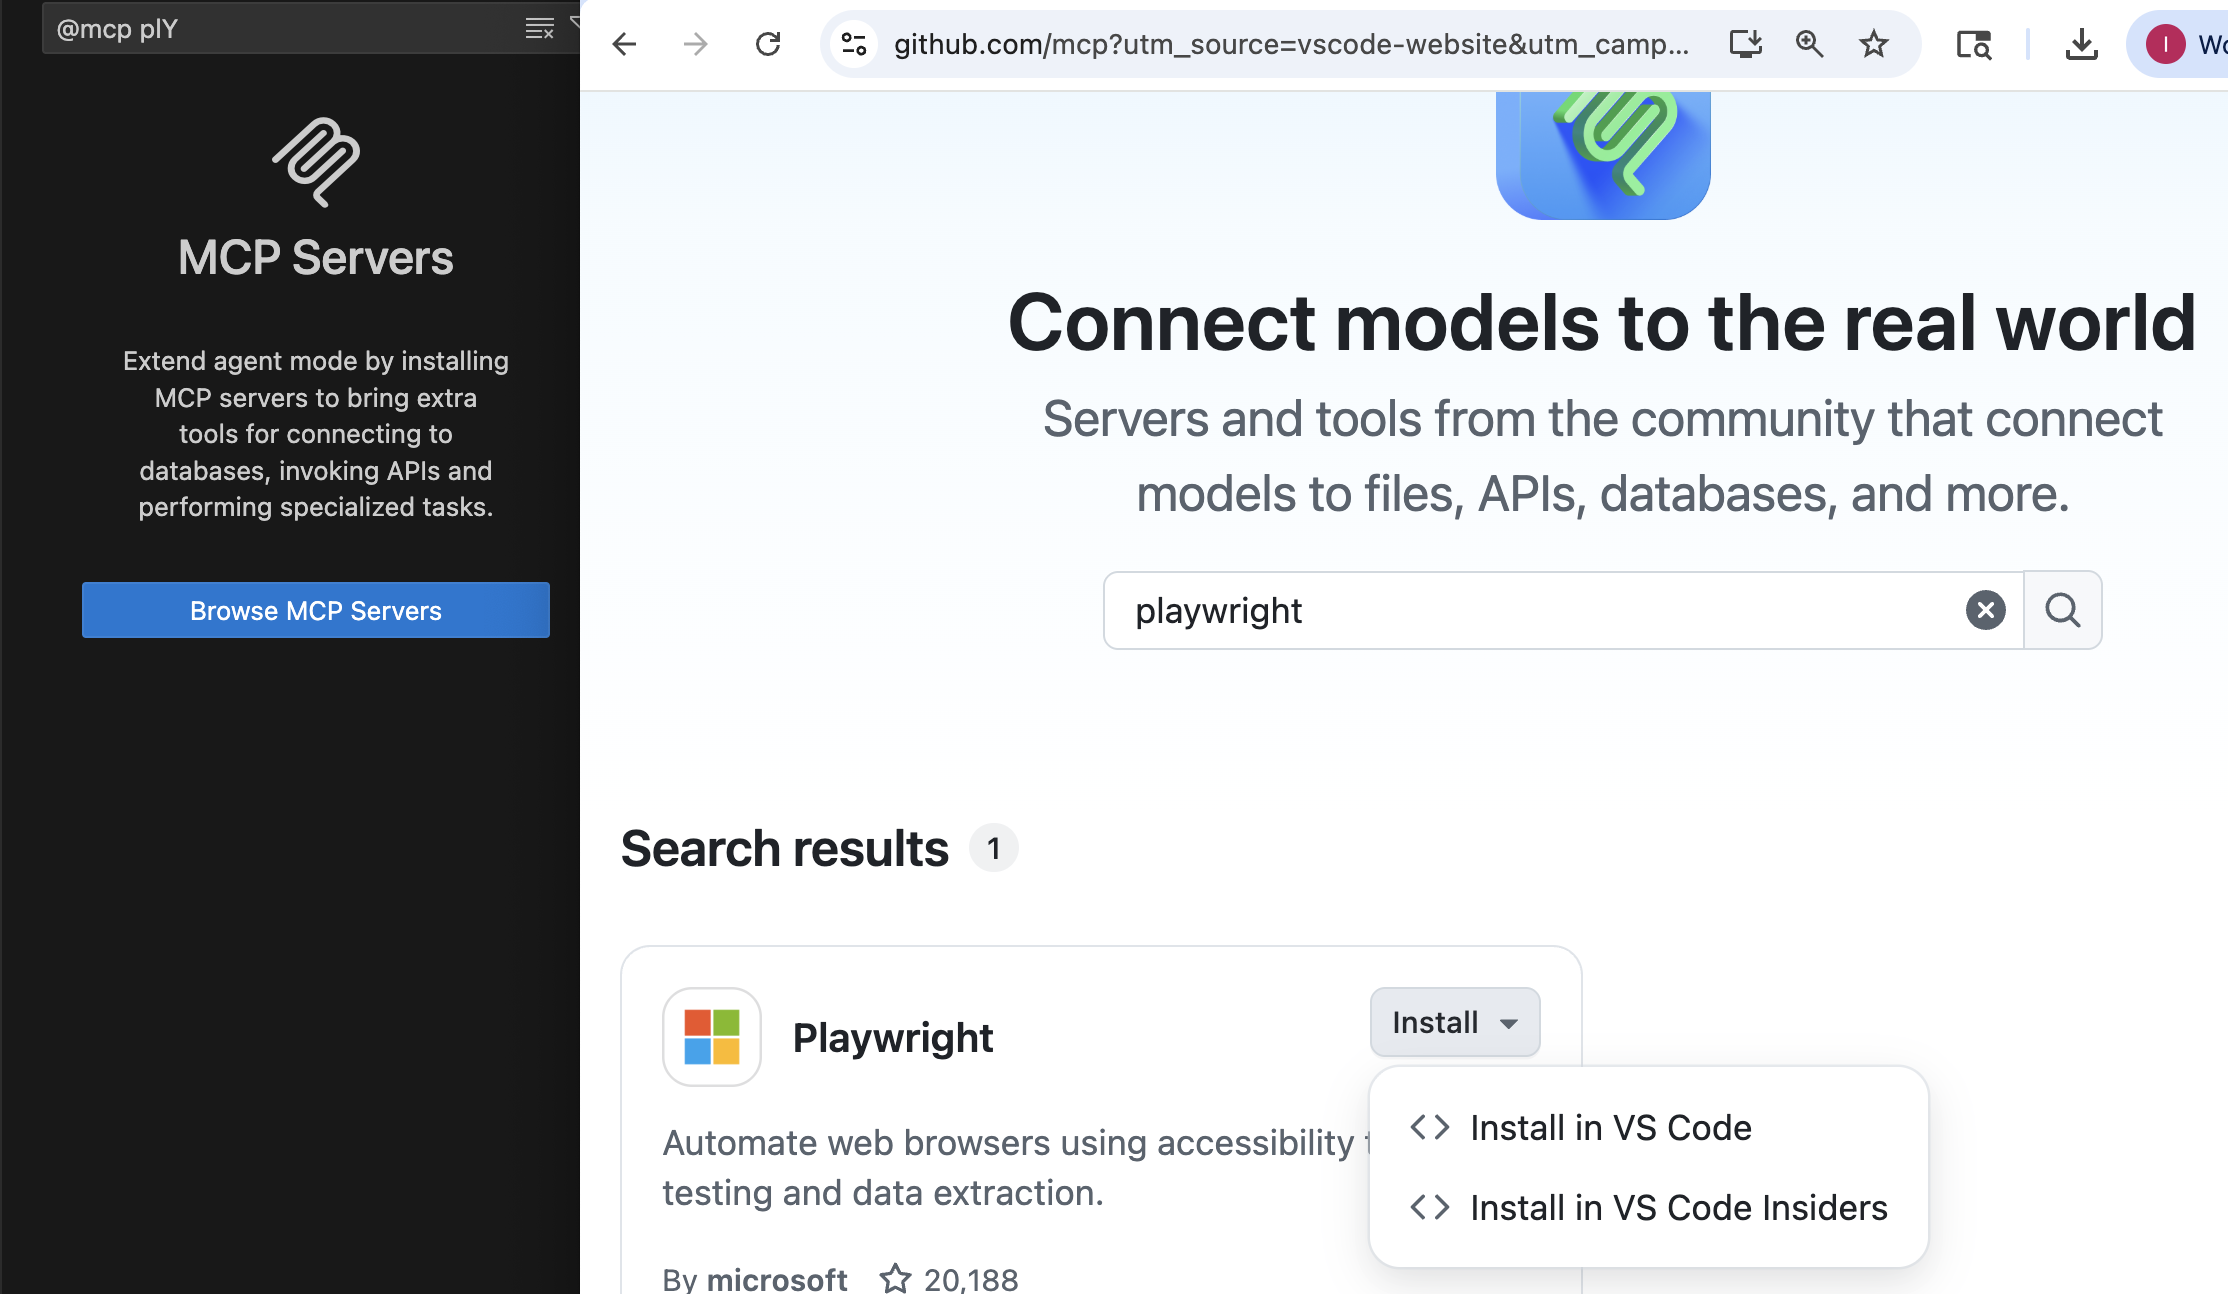 @mcp plY
MCP Servers
Extend agent mode by installing
MCP servers to bring extra
tools for connecting to
databases, invoking APIs and
performing specialized tasks.
Browse MCP Servers
github.com/mcp?utm_source=vscode-website&utm_camp...
I
Connect models to the real world
Servers and tools from the community that connect
models to files, APIs, databases, and more.
playwright
Search results 1
Playwright
Install
Automate web browsers using accessibility
testing and data extraction.
By microsoft 20,188
Install in VS Code
Install in VS Code Insiders